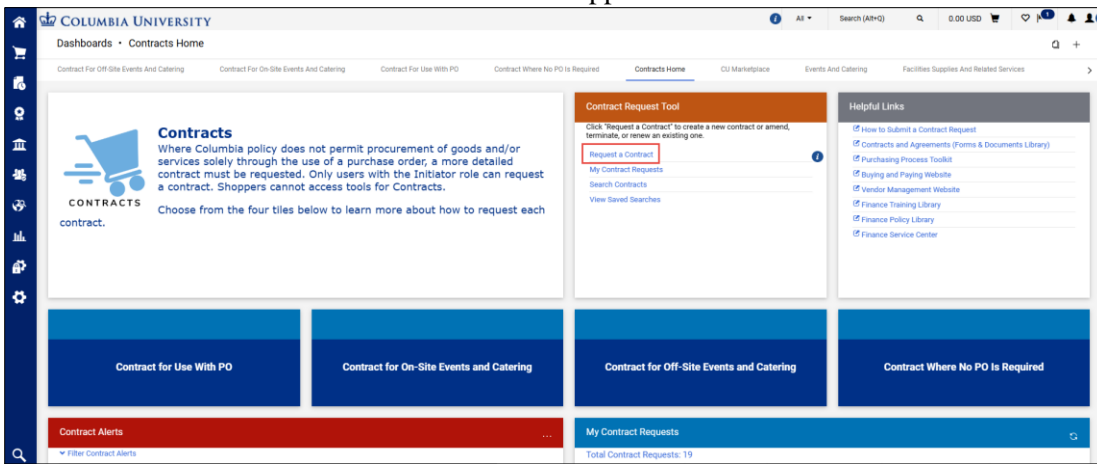 COLUMBIA UNIVERSITY
All
Search (Alt+Q)
0.00 USD
1
Dashboards • Contracts Home
Contract For Off-Site Events And Catering
Contract For On-Site Events And Catering
Contract For Use With PO
Contract Where No PO Is Required
Contracts Home
CU Marketplace
Events And Catering
Facilities Supplies And Related Services
CONTRACTS
Contracts
Where Columbia policy does not permit procurement of goods and/or
services solely through the use of a purchase order, a more detailed
contract must be requested. Only users with the Initiator role can request
a contract. Shoppers cannot access tools for Contracts.
Choose from the four tiles below to learn more about how to request each
contract.
Contract Request Tool
Click "Request a Contract" to create a new contract or amend,
terminate, or renew an existing one.
Request a Contract
My Contract Requests
Search Contracts
View Saved Searches
Helpful Links
How to Submit a Contract Request
Contracts and Agreements (Forms & Documents Library)
Purchasing Process Toolkit
Buying and Paying Website
Vendor Management Website
Finance Training Library
Finance Policy Library
Finance Service Center
Contract for Use With PO
Contract for On-Site Events and Catering
Contract for Off-Site Events and Catering
Contract Where No PO Is Required
Contract Alerts
...
Filter Contract Alerts
My Contract Requests
Total Contract Requests: 19